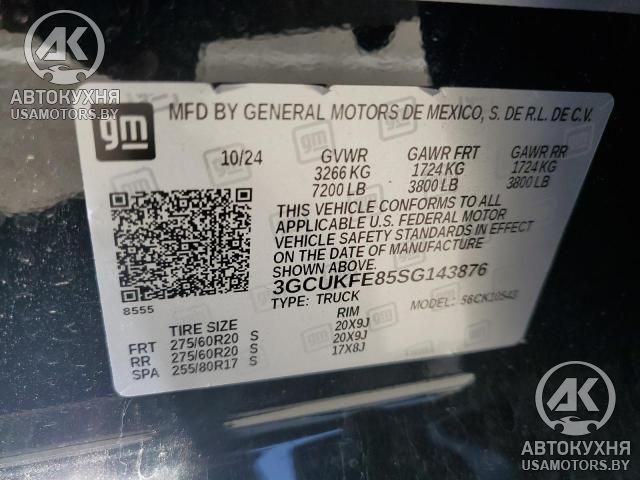 AK
АВТОКУХНЯ
USAMOTORS.BY
gm
MFD BY GENERAL MOTORS DE MEXICO, S. DE R.L. DE C.V.
10/24 GVWR GAWR FRT GAWR RR
3266 KG 1724 KG 1724 KG
7200 LB 3800 LB 3800 LB
THIS VEHICLE CONFORMS TO ALL
APPLICABLE U.S. FEDERAL MOTOR
VEHICLE SAFETY STANDARDS IN EFFECT
ON THE DATE OF MANUFACTURE
SHOWN ABOVE.
3GCUKFE85SG143876
8555 TYPE: TRUCK MODEL: S6CK10543
TIRE SIZE RIM
FRT 275/60R20 S 20X9J
RR 275/60R20 S 20X9J
SPA 255/80R17 S 17X8J
AK
АВТОКУХНЯ
USAMOTORS.BY